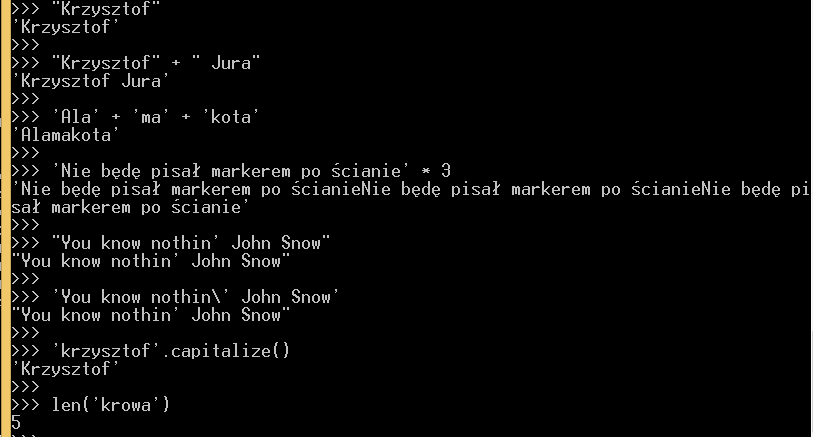 >>> "Krzysztof"
'Krzysztof'
>>>
>>> "Krzysztof" + " Jura"
'Krzysztof Jura'
>>>
>>> 'Ala' + 'ma' + 'kota'
'Alamakota'
>>>
>>> 'Nie będę pisał markerem po ścianie' * 3
'Nie będę pisał markerem po ścianieNie będę pisał markerem po ścianieNie będę pi
sał markerem po ścianie'
>>>
>>> "You know nothin' John Snow"
"You know nothin' John Snow"
>>>
>>> 'You know nothin\' John Snow'
"You know nothin' John Snow"
>>>
>>> 'krzysztof'.capitalize()
'Krzysztof'
>>>
>>> len('krowa')
5
>>>